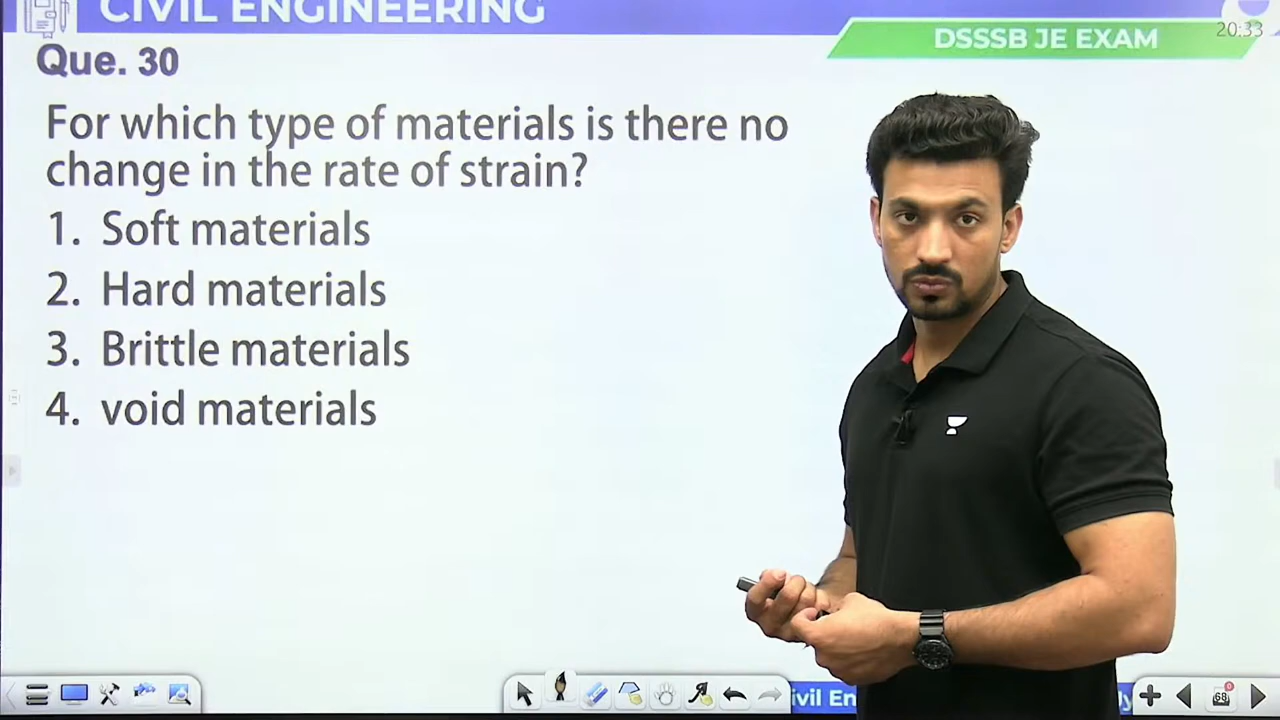 CIVIL ENGINEERING
DSSSB JE EXAM
20:33
Que. 30
For which type of materials is there no
change in the rate of strain?
1. Soft materials
2. Hard materials
3. Brittle materials
4. void materials
ivil En
68